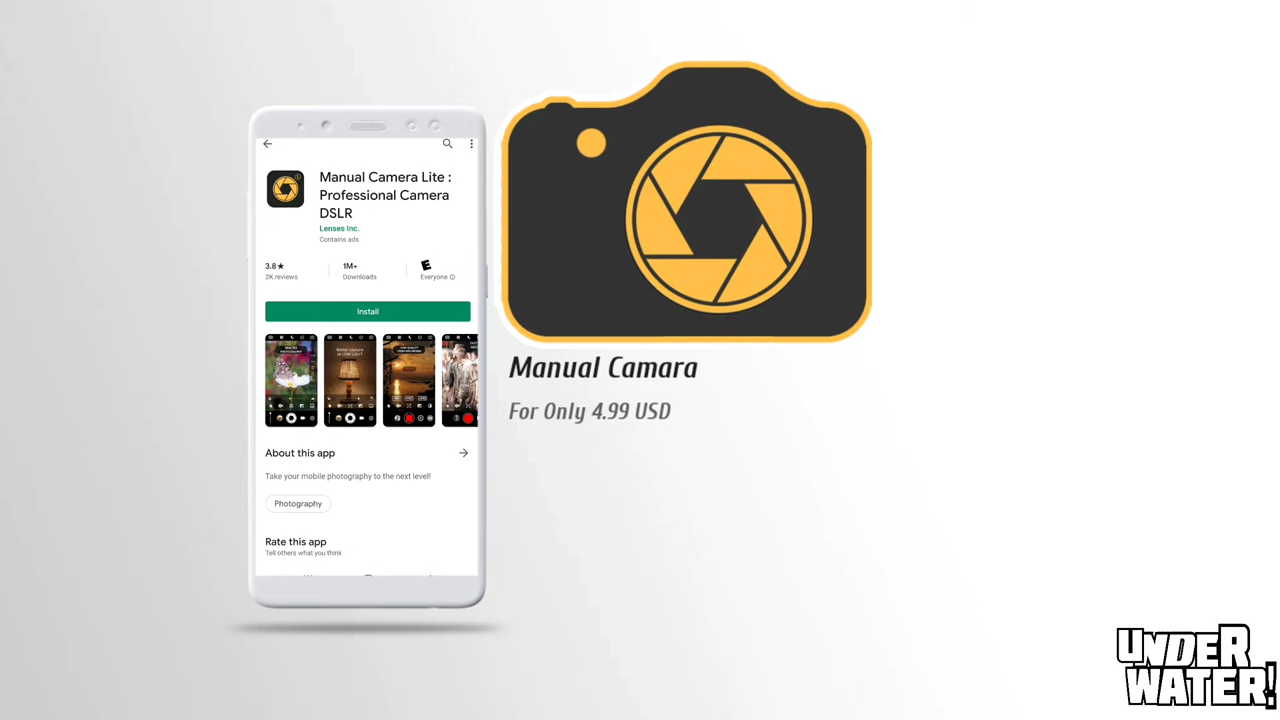 Manual Camera Lite :
Professional Camera
DSLR
Lenses Inc.
Contains ads
3.8★
2K reviews
1M+
Downloads
E
Everyone
Install
About this app
Take your mobile photography to the next level!
Photography
Rate this app
Tell others what you think
Manual Camara
For Only 4.99 USD
UNDER
WATER!